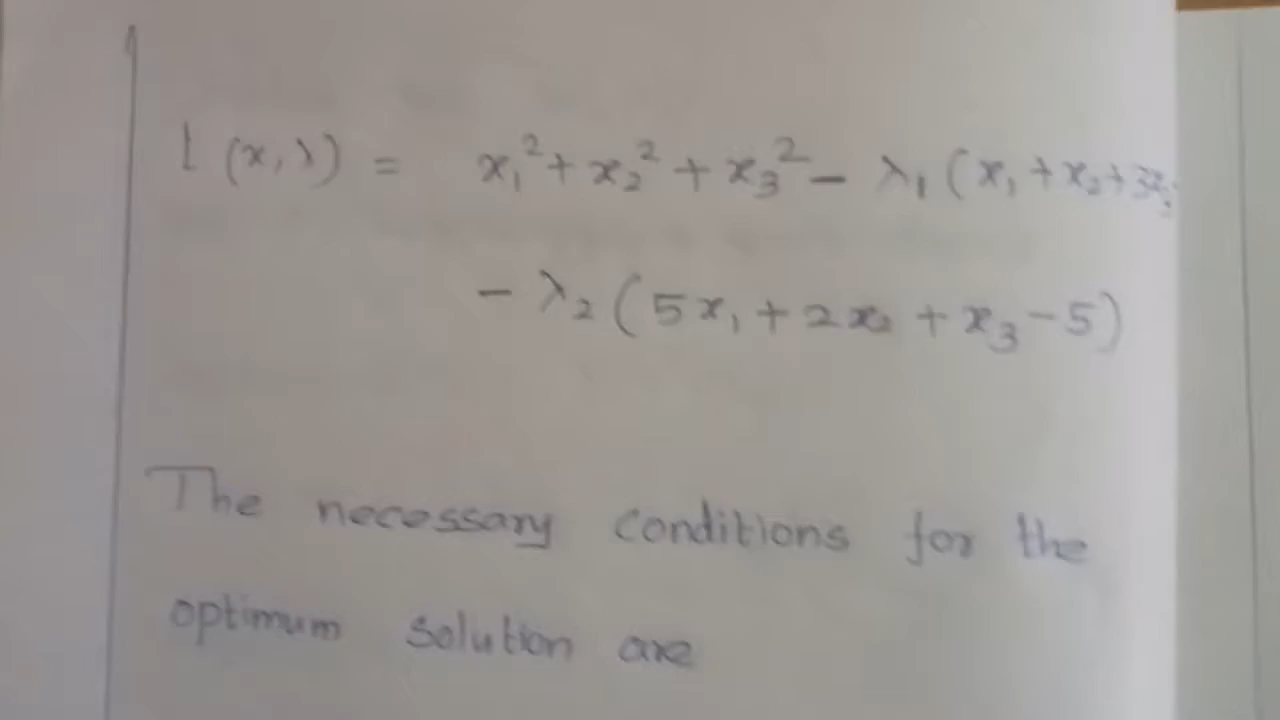 L (x, λ) = x₁² + x₂² + x₃² - λ₁ (x₁ + x₂ + 3x₃
- λ₂ (5x₁ + 2x₂ + x₃ - 5)
The necessary conditions for the
optimum solution are